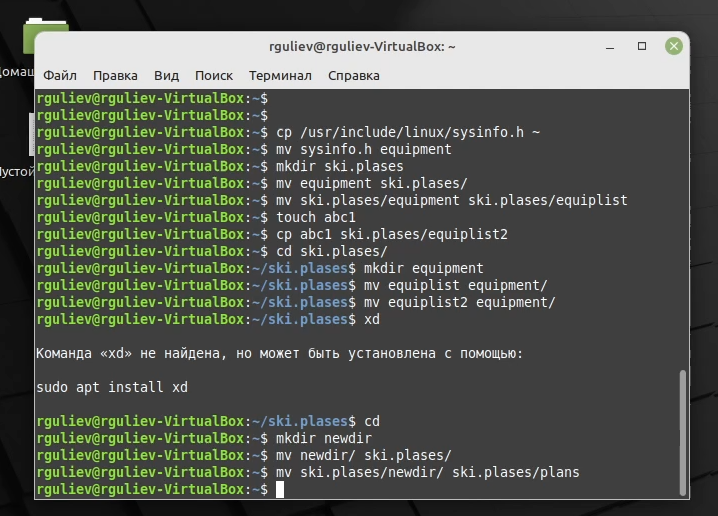 rguliev@rguliev-VirtualBox: ~
Файл Правка Вид Поиск Терминал Справка
rguliev@rguliev-VirtualBox:~$
rguliev@rguliev-VirtualBox:~$
rguliev@rguliev-VirtualBox:~$ cp /usr/include/linux/sysinfo.h ~
rguliev@rguliev-VirtualBox:~$ mv sysinfo.h equipment
rguliev@rguliev-VirtualBox:~$ mkdir ski.plases
rguliev@rguliev-VirtualBox:~$ mv equipment ski.plases/
rguliev@rguliev-VirtualBox:~$ mv ski.plases/equipment ski.plases/equiplist
rguliev@rguliev-VirtualBox:~$ touch abc1
rguliev@rguliev-VirtualBox:~$ cp abc1 ski.plases/equiplist2
rguliev@rguliev-VirtualBox:~$ cd ski.plases/
rguliev@rguliev-VirtualBox:~/ski.plases$ mkdir equipment
rguliev@rguliev-VirtualBox:~/ski.plases$ mv equiplist equipment/
rguliev@rguliev-VirtualBox:~/ski.plases$ mv equiplist2 equipment/
rguliev@rguliev-VirtualBox:~/ski.plases$ xd
Команда «xd» не найдена, но может быть установлена с помощью:
sudo apt install xd
rguliev@rguliev-VirtualBox:~/ski.plases$ cd
rguliev@rguliev-VirtualBox:~$ mkdir newdir
rguliev@rguliev-VirtualBox:~$ mv newdir/ ski.plases/
rguliev@rguliev-VirtualBox:~$ mv ski.plases/newdir/ ski.plases/plans
rguliev@rguliev-VirtualBox:~$